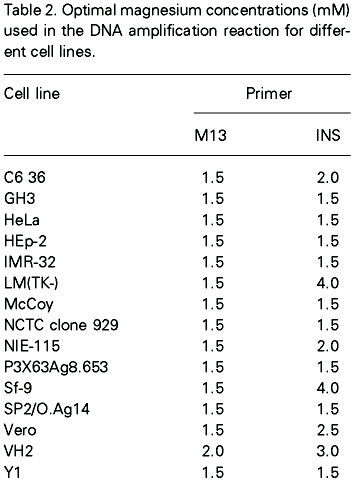 Table 2. Optimal magnesium concentrations (mM)
used in the DNA amplification reaction for differ-
ent cell lines.
Cell line Primer
M13 INS
C6 36 1.5 2.0
GH3 1.5 1.5
HeLa 1.5 1.5
HEp-2 1.5 1.5
IMR-32 1.5 1.5
LM(TK-) 1.5 4.0
McCoy 1.5 1.5
NCTC clone 929 1.5 1.5
NIE-115 1.5 2.0
P3X63Ag8.653 1.5 1.5
Sf-9 1.5 4.0
SP2/O.Ag14 1.5 1.5
Vero 1.5 2.5
VH2 2.0 3.0
Y1 1.5 1.5